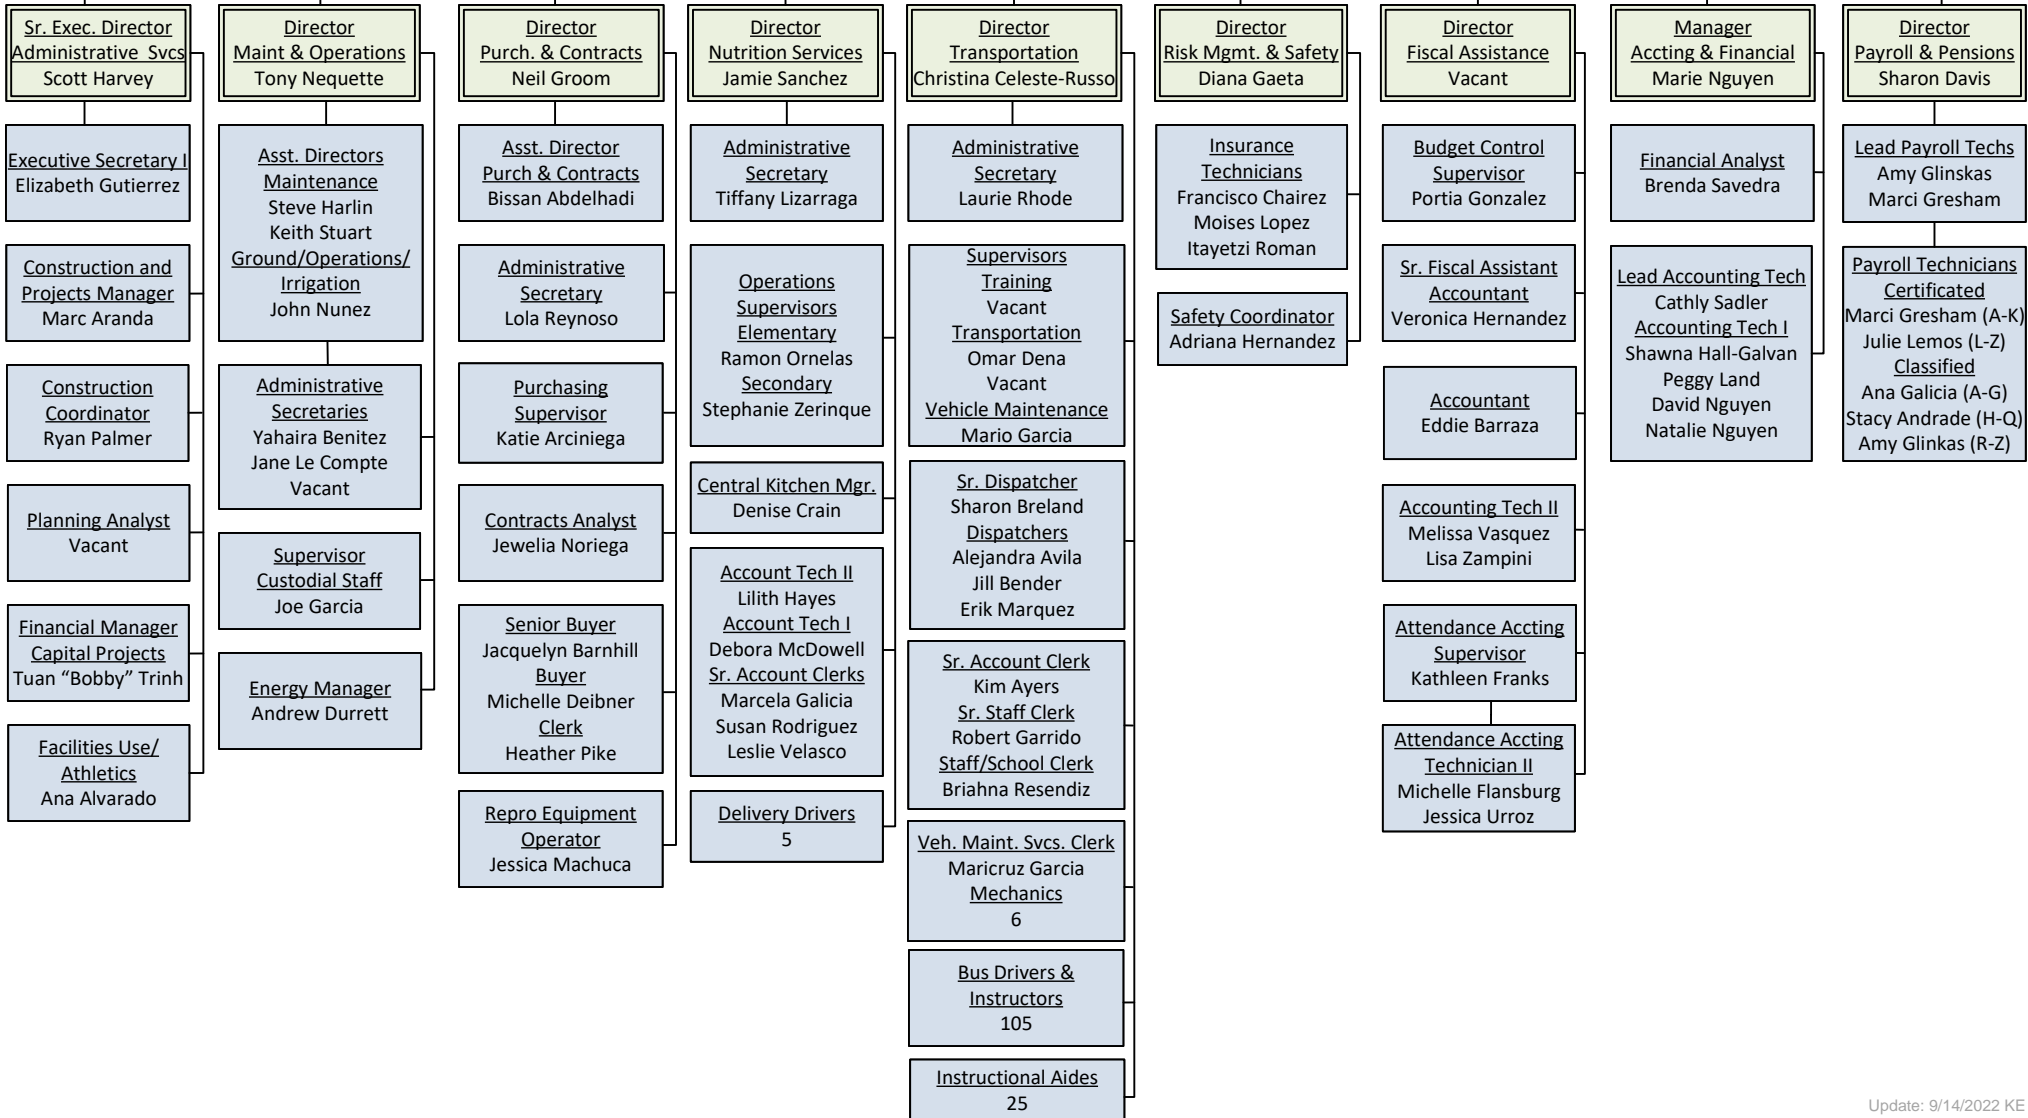 Sr. Exec. Director
Administrative Svcs
Scott Harvey
Executive Secretary I
Elizabeth Gutierrez
Construction and
Projects Manager
Marc Aranda
Construction
Coordinator
Ryan Palmer
Planning Analyst
Vacant
Financial Manager
Capital Projects
Tuan “Bobby” Trinh
Facilities Use/
Athletics
Ana Alvarado
Director
Maint & Operations
Tony Nequette
Asst. Directors
Maintenance
Steve Harlin
Keith Stuart
Ground/Operations/
Irrigation
John Nunez
Administrative
Secretaries
Yahaira Benitez
Jane Le Compte
Vacant
Supervisor
Custodial Staff
Joe Garcia
Energy Manager
Andrew Durrett
Director
Purch. & Contracts
Neil Groom
Asst. Director
Purch & Contracts
Bissan Abdelhadi
Administrative
Secretary
Lola Reynoso
Purchasing
Supervisor
Katie Arciniega
Contracts Analyst
Jewelia Noriega
Senior Buyer
Jacquelyn Barnhill
Buyer
Michelle Deibner
Clerk
Heather Pike
Repro Equipment
Operator
Jessica Machuca
Director
Nutrition Services
Jamie Sanchez
Administrative
Secretary
Tiffany Lizarraga
Operations
Supervisors
Elementary
Ramon Ornelas
Secondary
Stephanie Zerinque
Central Kitchen Mgr.
Denise Crain
Account Tech II
Lilith Hayes
Account Tech I
Debora McDowell
Sr. Account Clerks
Marcela Galicia
Susan Rodriguez
Leslie Velasco
Delivery Drivers
5
Director
Transportation
Christina Celeste-Russo
Administrative
Secretary
Laurie Rhode
Supervisors
Training
Vacant
Transportation
Omar Dena
Vacant
Vehicle Maintenance
Mario Garcia
Sr. Dispatcher
Sharon Breland
Dispatchers
Alejandra Avila
Jill Bender
Erik Marquez
Sr. Account Clerk
Kim Ayers
Sr. Staff Clerk
Robert Garrido
Staff/School Clerk
Briahna Resendiz
Veh. Maint. Svcs. Clerk
Maricruz Garcia
Mechanics
6
Bus Drivers &
Instructors
105
Instructional Aides
25
Director
Risk Mgmt. & Safety
Diana Gaeta
Insurance
Technicians
Francisco Chairez
Moises Lopez
Itayetzi Roman
Safety Coordinator
Adriana Hernandez
Director
Fiscal Assistance
Vacant
Budget Control
Supervisor
Portia Gonzalez
Sr. Fiscal Assistant
Accountant
Veronica Hernandez
Accountant
Eddie Barraza
Accounting Tech II
Melissa Vasquez
Lisa Zampini
Attendance Accting
Supervisor
Kathleen Franks
Attendance Accting
Technician II
Michelle Flansburg
Jessica Urroz
Manager
Accting & Financial
Marie Nguyen
Financial Analyst
Brenda Savedra
Lead Accounting Tech
Cathly Sadler
Accounting Tech I
Shawna Hall-Galvan
Peggy Land
David Nguyen
Natalie Nguyen
Director
Payroll & Pensions
Sharon Davis
Lead Payroll Techs
Amy Glinskas
Marci Gresham
Payroll Technicians
Certificated
Marci Gresham (A-K)
Julie Lemos (L-Z)
Classified
Ana Galicia (A-G)
Stacy Andrade (H-Q)
Amy Glinkas (R-Z)
Update: 9/14/2022 KE